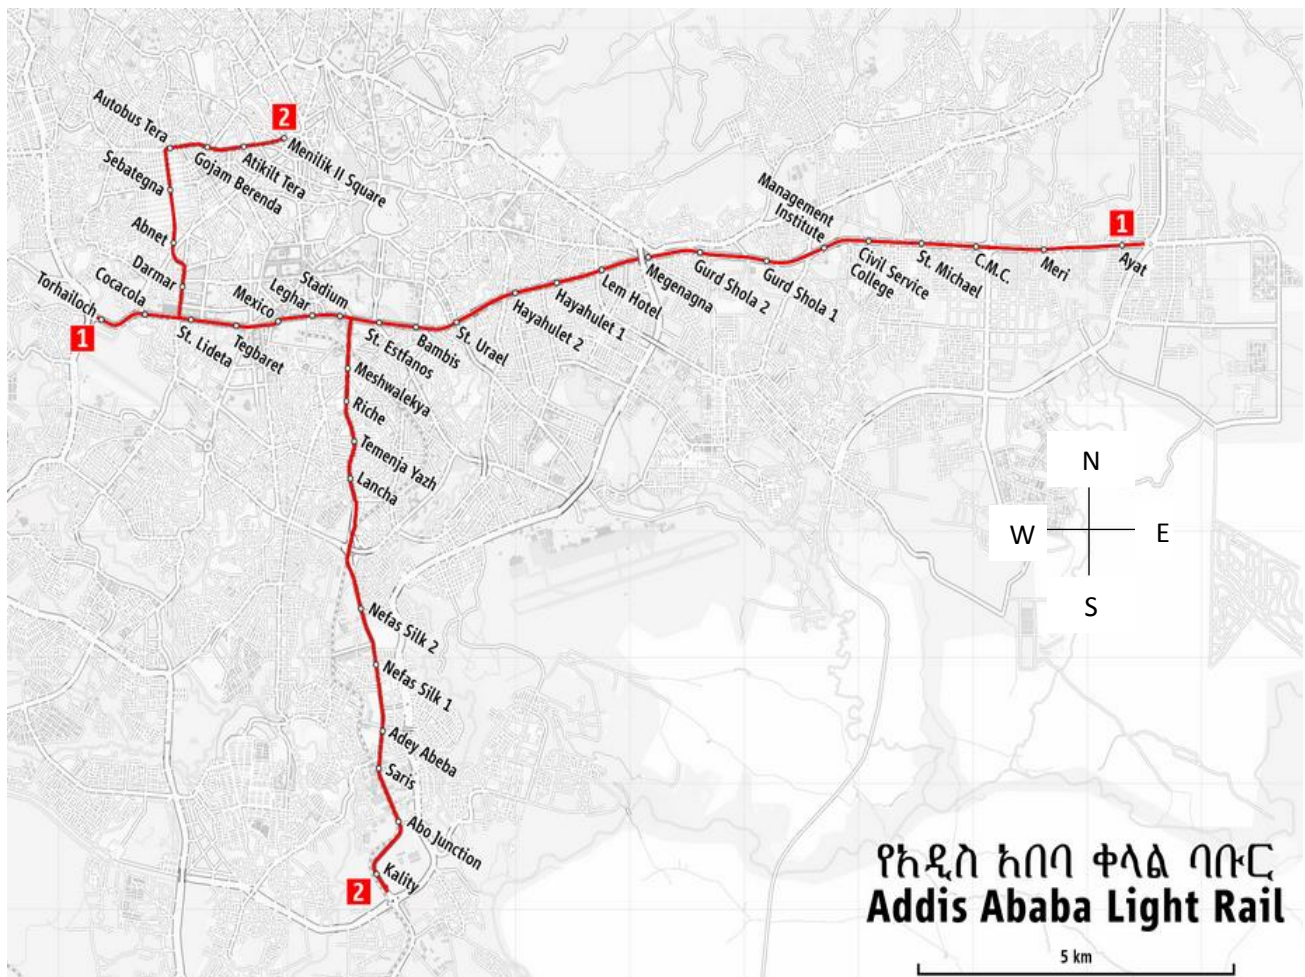 2
Autobus Tera
Gojam Berenda
Atikilt Tera
Menilik II Square
Sebategna
Abnet
Darmar
Cocacola
Torhailoch
1
St. Lideta
Tegbaret
Mexico
Leghar
Stadium
St. Estfanos
Bambis
St. Urael
Hayahulet 2
Hayahulet 1
Lem Hotel
Megenagna
Gurd Shola 2
Gurd Shola 1
Management
Institute
Civil Service
College
St. Michael
C.M.C.
Meri
1
Ayat
Meshwalekya
Riche
Temenja Yazh
Lancha
Nefas Silk 2
Nefas Silk 1
Adey Abeba
Saris
Abo Junction
Kality
2
N
W
E
S
የአዲስ አበባ ቀላል ባቡር
Addis Ababa Light Rail
5 km